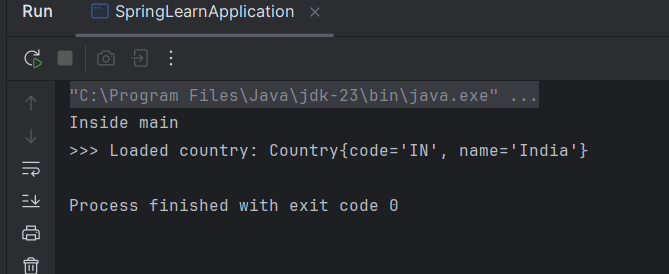 Run SpringLearnApplication
"C:\Program Files\Java\jdk-23\bin\java.exe" ...
Inside main
>>> Loaded country: Country{code='IN', name='India'}
Process finished with exit code 0